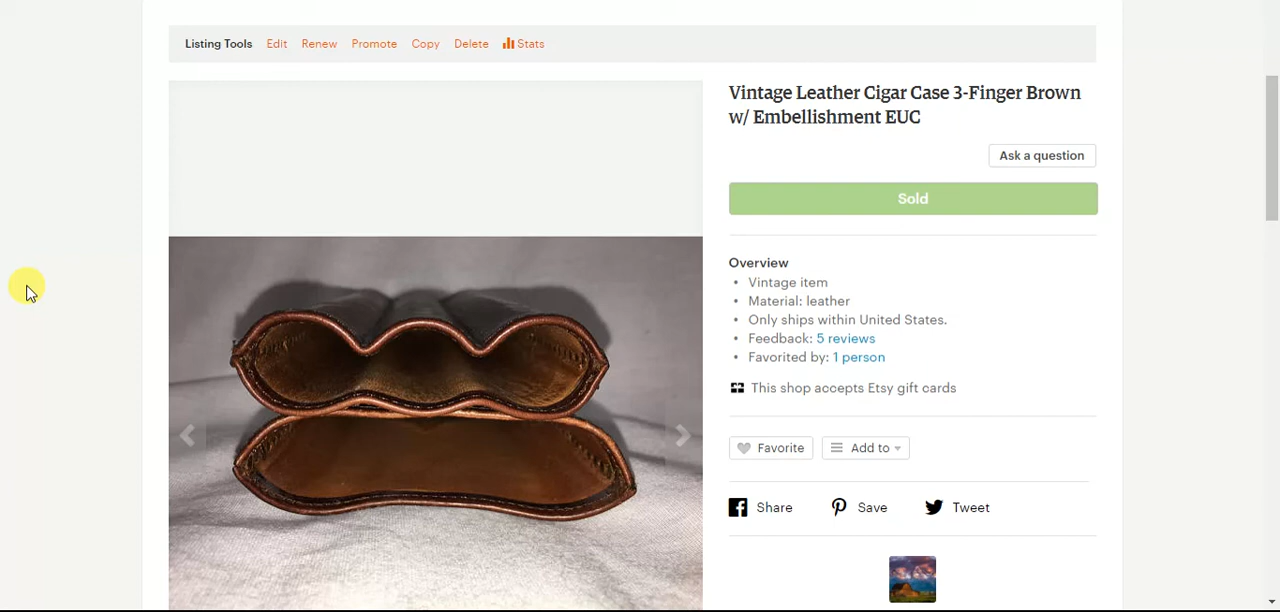 Listing Tools Edit Renew Promote Copy Delete Stats
Vintage Leather Cigar Case 3-Finger Brown
w/ Embellishment EUC
Ask a question
Sold
Overview
• Vintage item
• Material: leather
• Only ships within United States.
• Feedback: 5 reviews
• Favorited by: 1 person
This shop accepts Etsy gift cards
Favorite Add to
Share Save Tweet